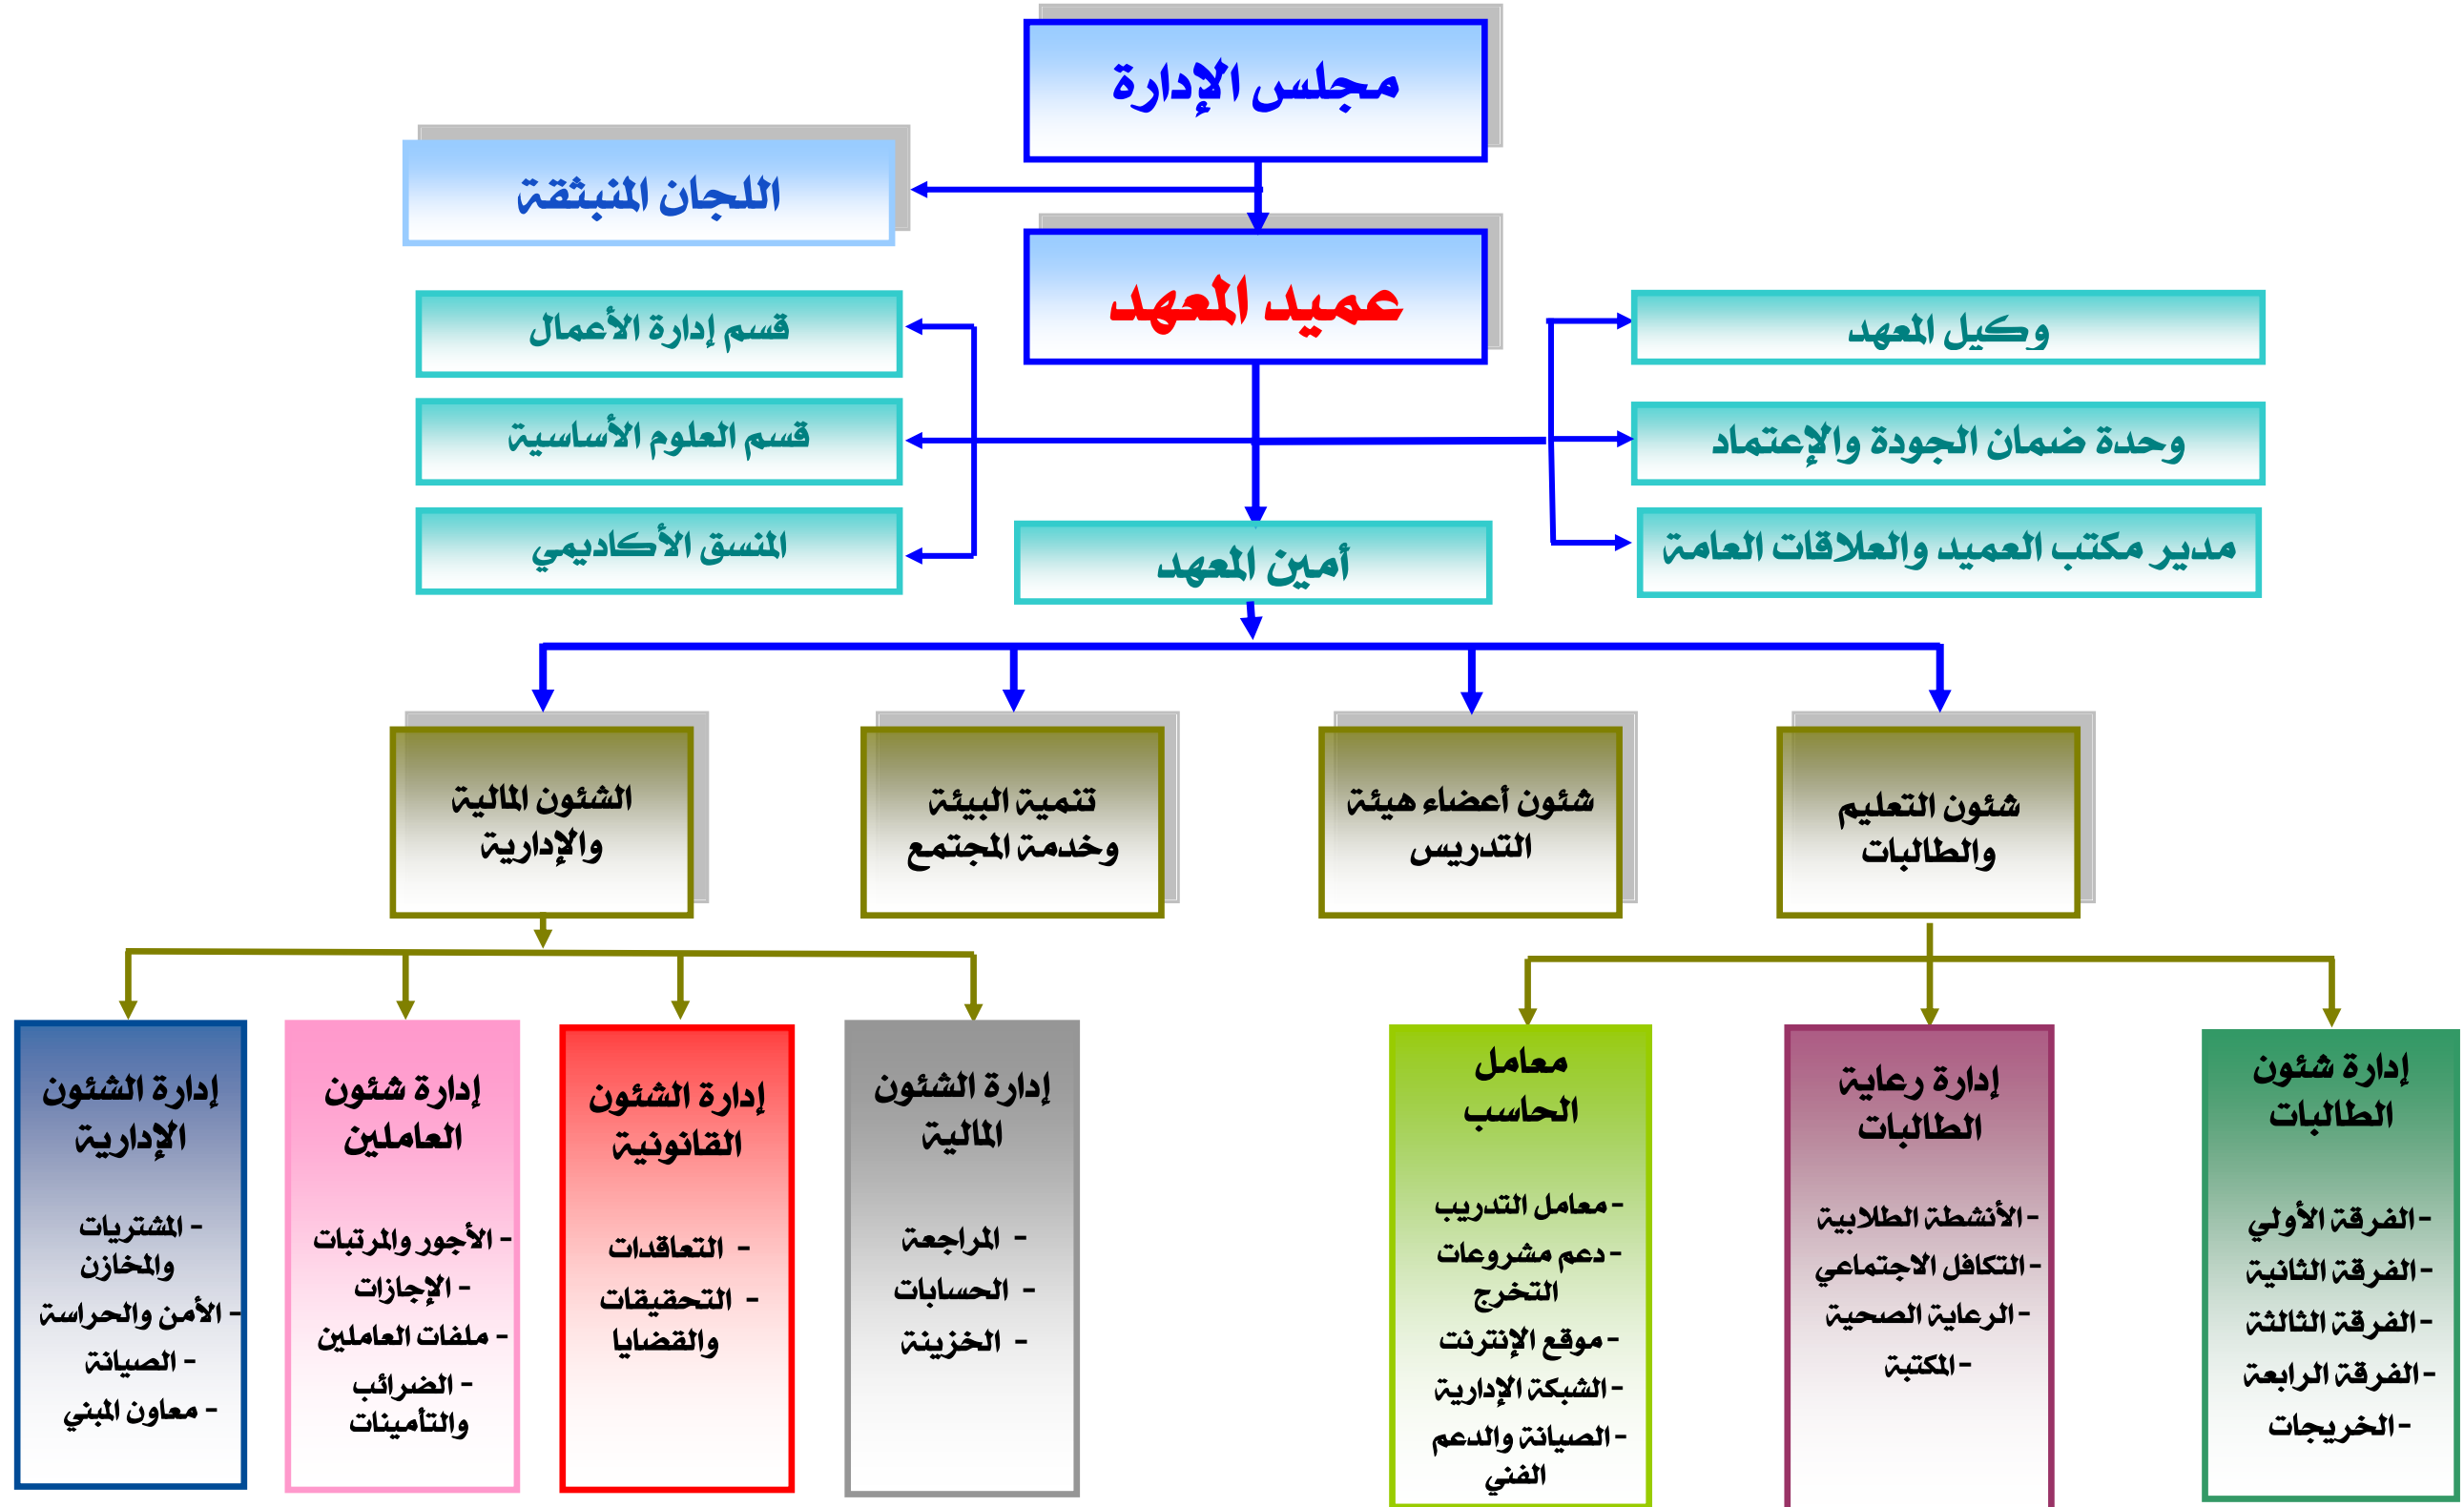 مجلس الإدارة
اللجان المنبثقة
عميد المعهد
وكيل المعهد
وحدة ضمان الجودة والإعتماد
مدير مكتب العميد والعلاقات العامة
قسم إدارة الأعمال
قسم العلوم الأساسية
المنسق الأكاديمي
أمين المعهد
شئون التعليم
والطالبات
شئون أعضاء هيئة
التدريس
تنمية البيئة
وخدمة المجتمع
الشئون المالية
والإدارية
إدارة شئون
الطالبات
-الفرقة الأولي
-الفرقة الثانية
-الفرقة الثالثة
-الفرقة الرابعة
-الخريجات
إدارة رعاية
الطالبات
-الأنشطة الطلابية
-التكافل الاجتماعي
-الرعاية الصحية
-المكتبة
معامل
الحاسب
-معامل التدريب
-دعم مشروعات
التخرج
-موقع الإنترنت
-الشبكة الإدارية
-الصيانة والدعم
الفني
إدارة الشئون
المالية
- المراجعة
- الحسابات
- الخزينة
إدارة الشئون
القانونية
- التعاقدات
- التحقيقات
والقضايا
إدارة شئون
العاملين
- الأجور والمرتبات
- الإجازات
- ملفات العاملين
- الضرائب
والتأمينات
إدارة الشئون
الإدارية
- المشتريات
والمخازن
- الأمن والحراسة
- الصيانة
- معاون المبني